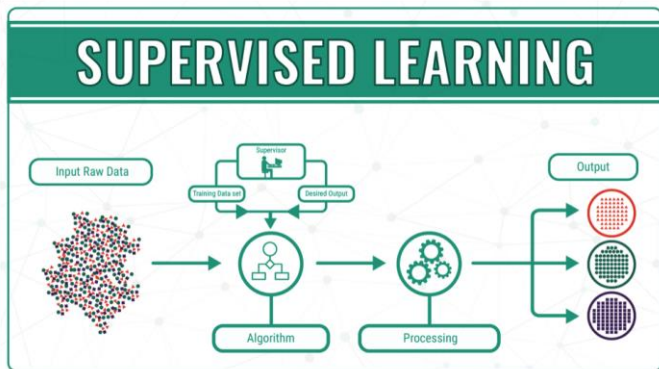 SUPERVISED LEARNING
Supervisor
Input Raw Data
Output
Training Data set
Desired Output
Algorithm
Processing